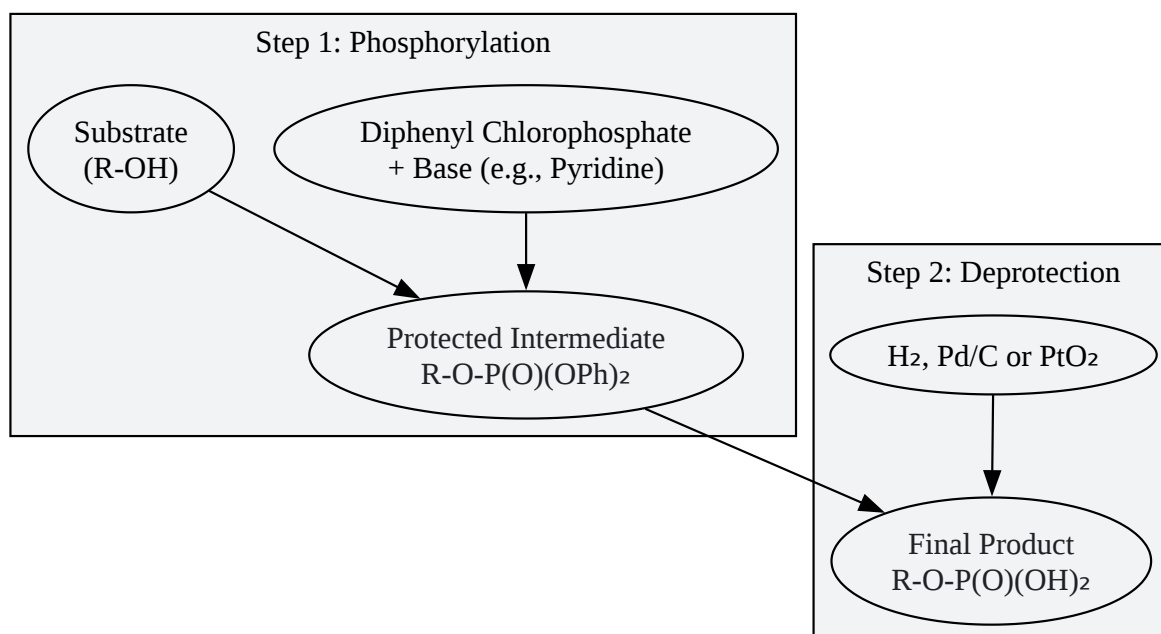 Step 1: Phosphorylation
Substrate
(R-OH)
Diphenyl Chlorophosphate
+ Base (e.g., Pyridine)
Protected Intermediate
R-O-P(O)(OPh)₂
Step 2: Deprotection
H₂, Pd/C or PtO₂
Final Product
R-O-P(O)(OH)₂